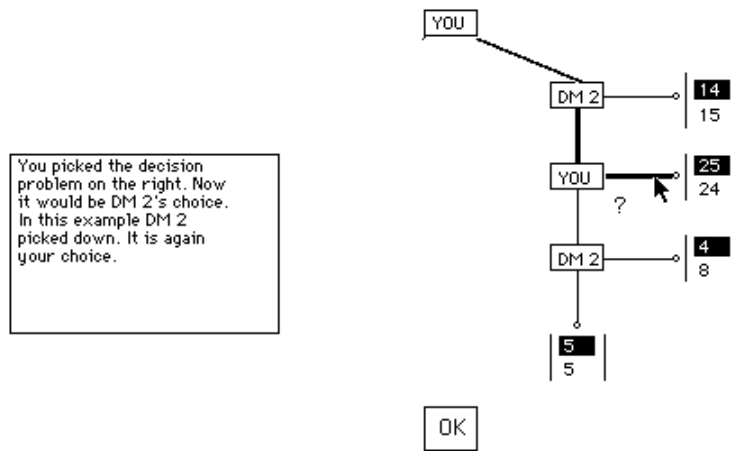 YOU
DM 2
14
15
You picked the decision
problem on the right. Now
it would be DM 2's choice.
In this example DM 2
picked down. It is again
your choice.
YOU
25
24
?
DM 2
4
8
5
5
OK